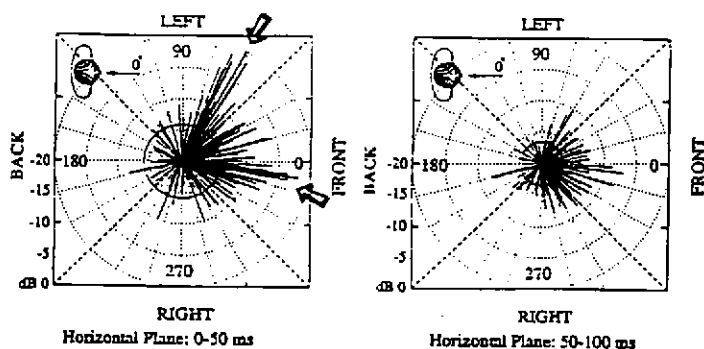 LEFT
90
0°
BACK
-20
180
0
FRONT
-15
-10
-5
270
dB 0
RIGHT
Horizontal Plane: 0-50 ms
LEFT
90
0°
BACK
-20
180
0
FRONT
-15
-10
-5
270
dB 0
RIGHT
Horizontal Plane: 50-100 ms